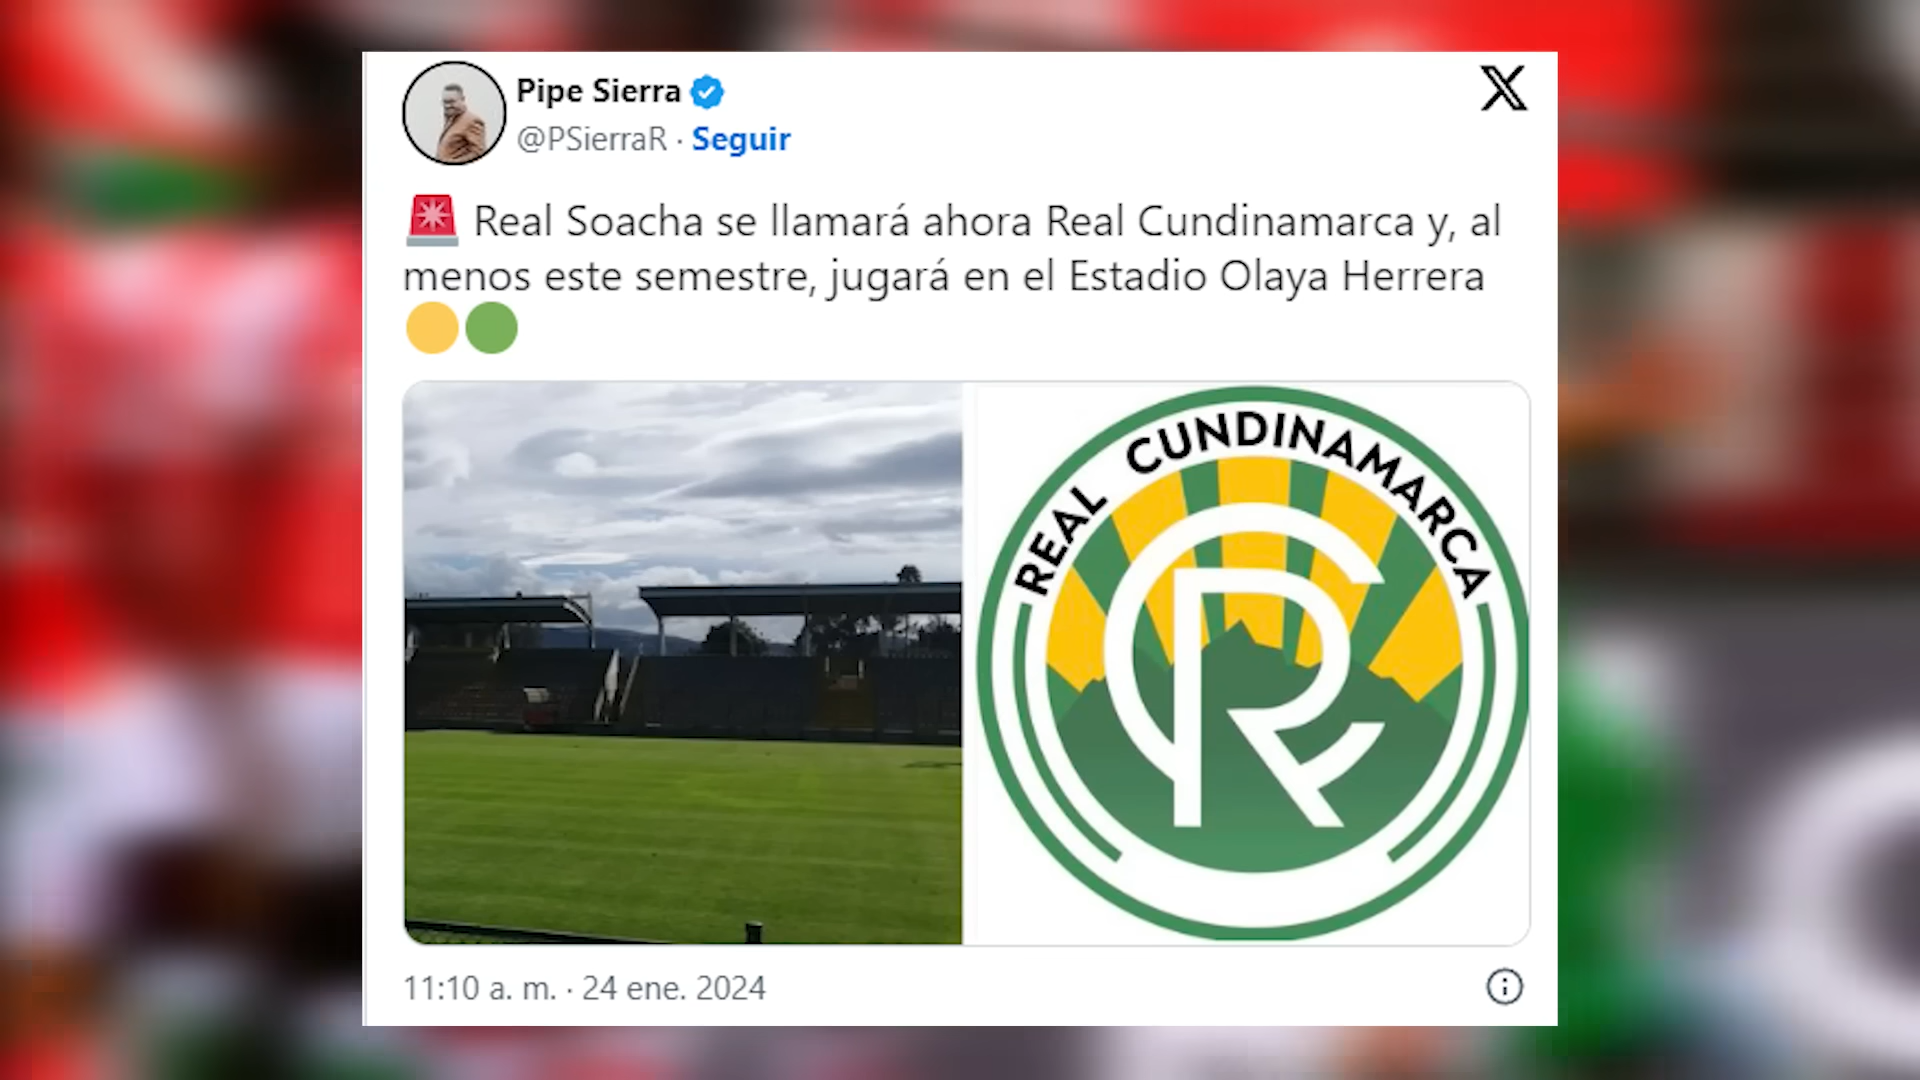 Pipe Sierra
@PSierraR · Seguir
🚨 Real Soacha se llamará ahora Real Cundinamarca y, al
menos este semestre, jugará en el Estadio Olaya Herrera
🟡🟢
REAL CUNDINAMARCA
RC
11:10 a. m. · 24 ene. 2024